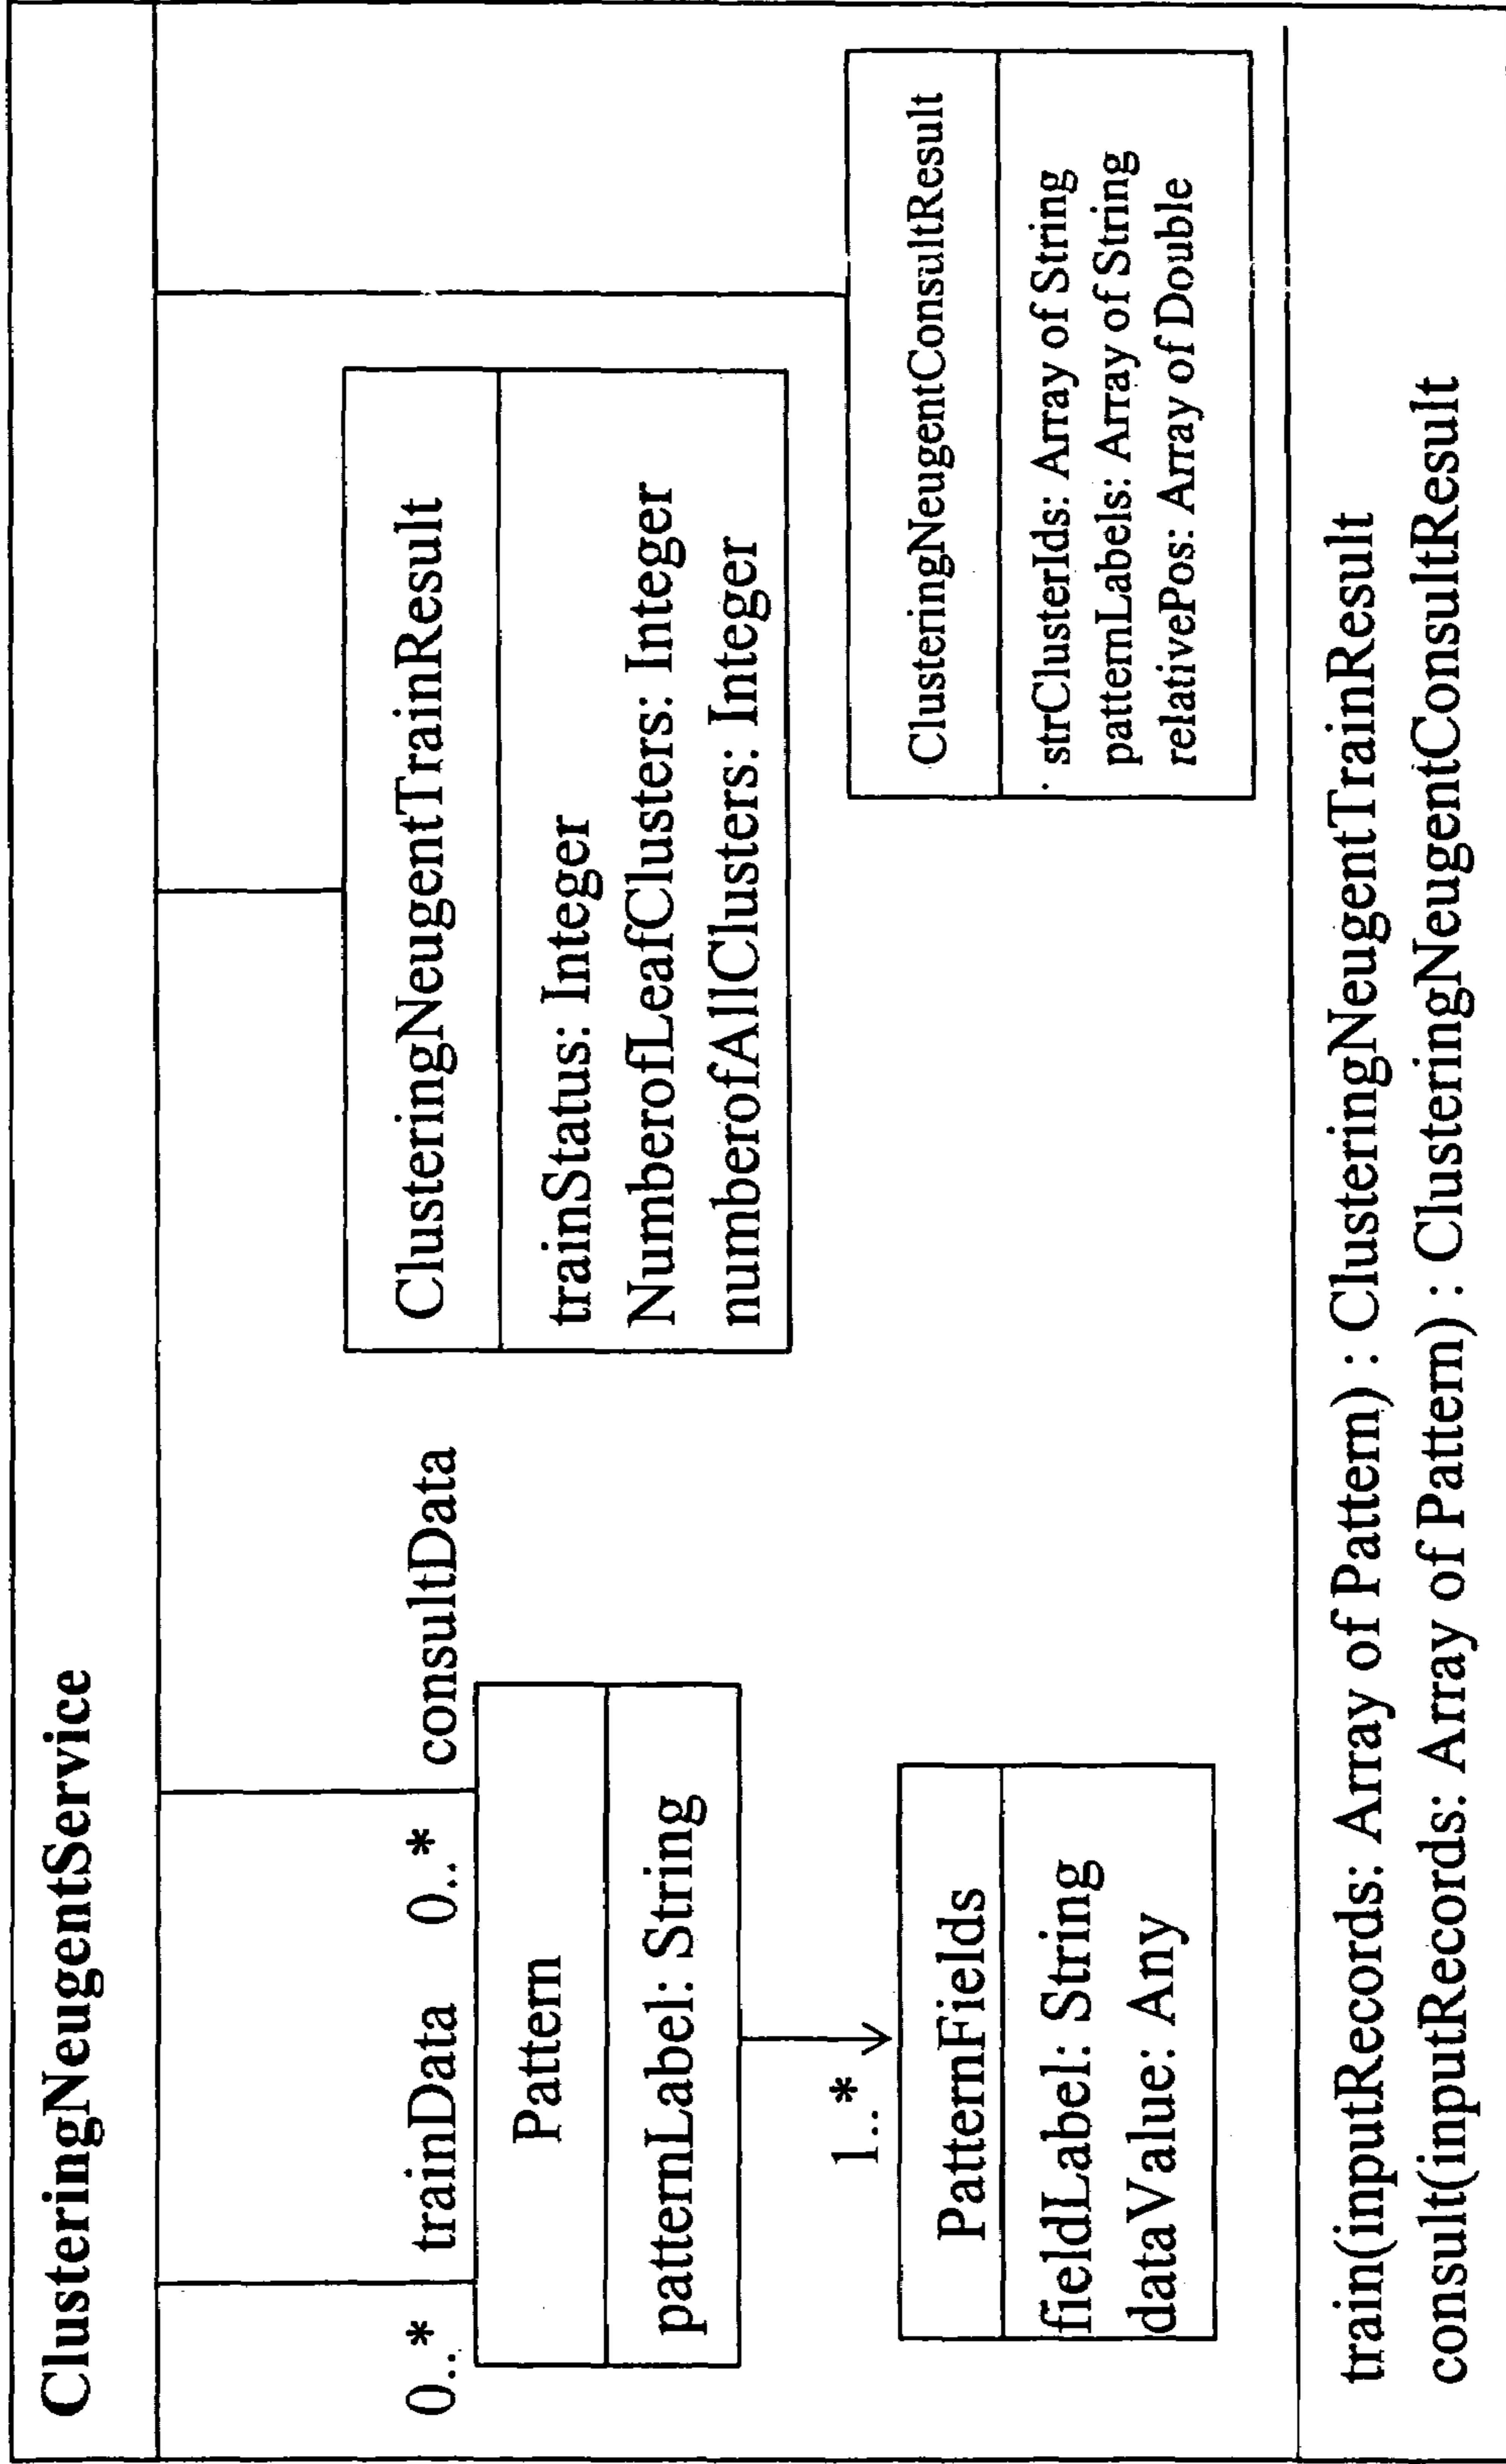 ClusteringNeugentService
0..* trainData 0..* consultData
Pattern
patternLabel: String
1..*
PatternFields
fieldLabel: String
dataValue: Any
ClusteringNeugentTrainResult
trainStatus: Integer
NumberofLeafClusters: Integer
numberofAllClusters: Integer
ClusteringNeugentConsultResult
strClusterIds: Array of String
patternLabels: Array of String
relativePos: Array of Double
train(inputRecords: Array of Pattern) : ClusteringNeugentTrainResult
consult(inputRecords: Array of Pattern) : ClusteringNeugentConsultResult